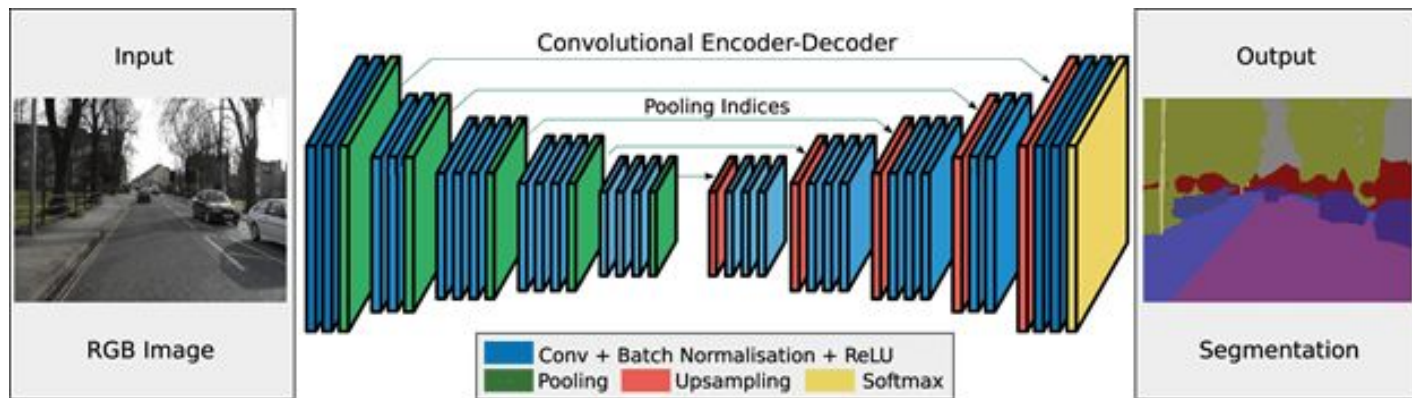 Input
RGB Image
Convolutional Encoder-Decoder
Pooling Indices
Conv + Batch Normalisation + ReLU
Pooling Upsampling Softmax
Output
Segmentation